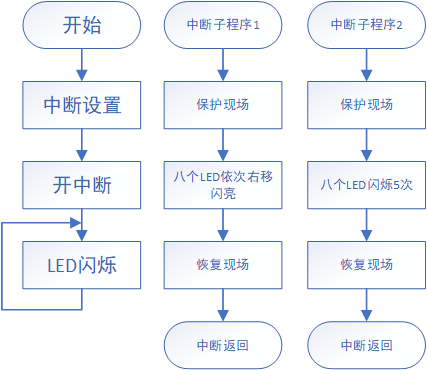 开始
中断设置
开中断
LED闪烁
中断子程序1
保护现场
八个LED依次右移
闪亮
恢复现场
中断返回
中断子程序2
保护现场
八个LED闪烁5次
恢复现场
中断返回